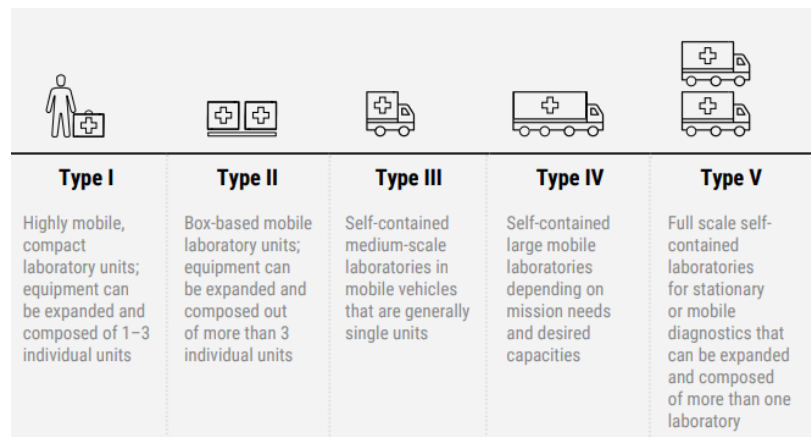 Type I
Highly mobile,
compact
laboratory units;
equipment can
be expanded and
composed of 1–3
individual units
Type II
Box-based mobile
laboratory units;
equipment can
be expanded and
composed out
of more than 3
individual units
Type III
Self-contained
medium-scale
laboratories in
mobile vehicles
that are generally
single units
Type IV
Self-contained
large mobile
laboratories
depending on
mission needs
and desired
capacities
Type V
Full scale self-
contained
laboratories
for stationary
or mobile
diagnostics that
can be expanded
and composed
of more than one
laboratory